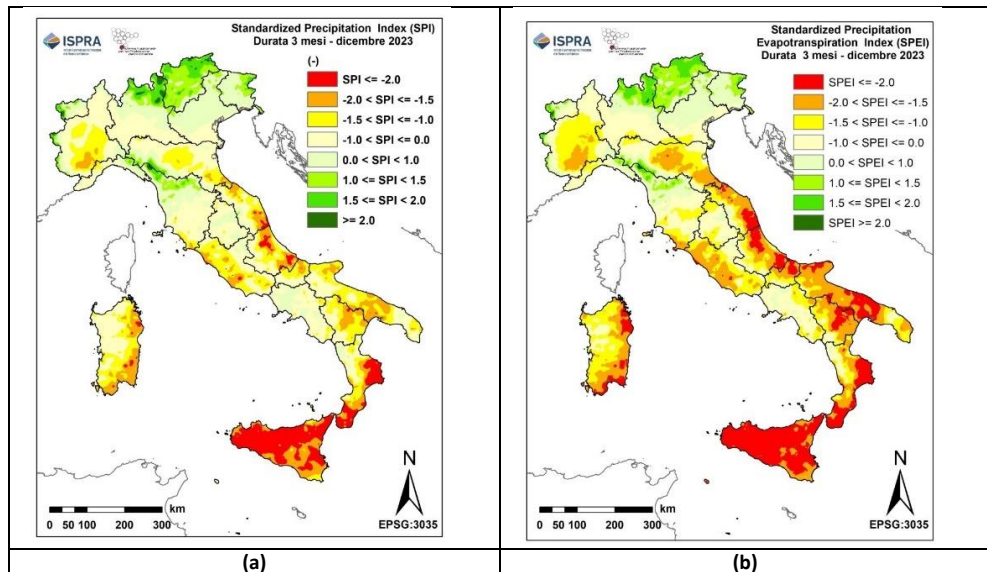 ISPRA
Standardized Precipitation Index (SPI)
Durata 3 mesi - dicembre 2023
(-)
SPI <= -2.0
-2.0 < SPI <= -1.5
-1.5 < SPI <= -1.0
-1.0 < SPI <= 0.0
0.0 < SPI < 1.0
1.0 <= SPI < 1.5
1.5 <= SPI < 2.0
>= 2.0
N
km
0 50 100 200 300
EPSG:3035
(a)
ISPRA
Standardized Precipitation
Evapotranspiration Index (SPEI)
Durata 3 mesi - dicembre 2023
SPEI <= -2.0
-2.0 < SPEI <= -1.5
-1.5 < SPEI <= -1.0
-1.0 < SPEI <= 0.0
0.0 < SPEI < 1.0
1.0 <= SPEI < 1.5
1.5 <= SPEI < 2.0
SPEI >= 2.0
N
km
0 50 100 200 300
EPSG:3035
(b)